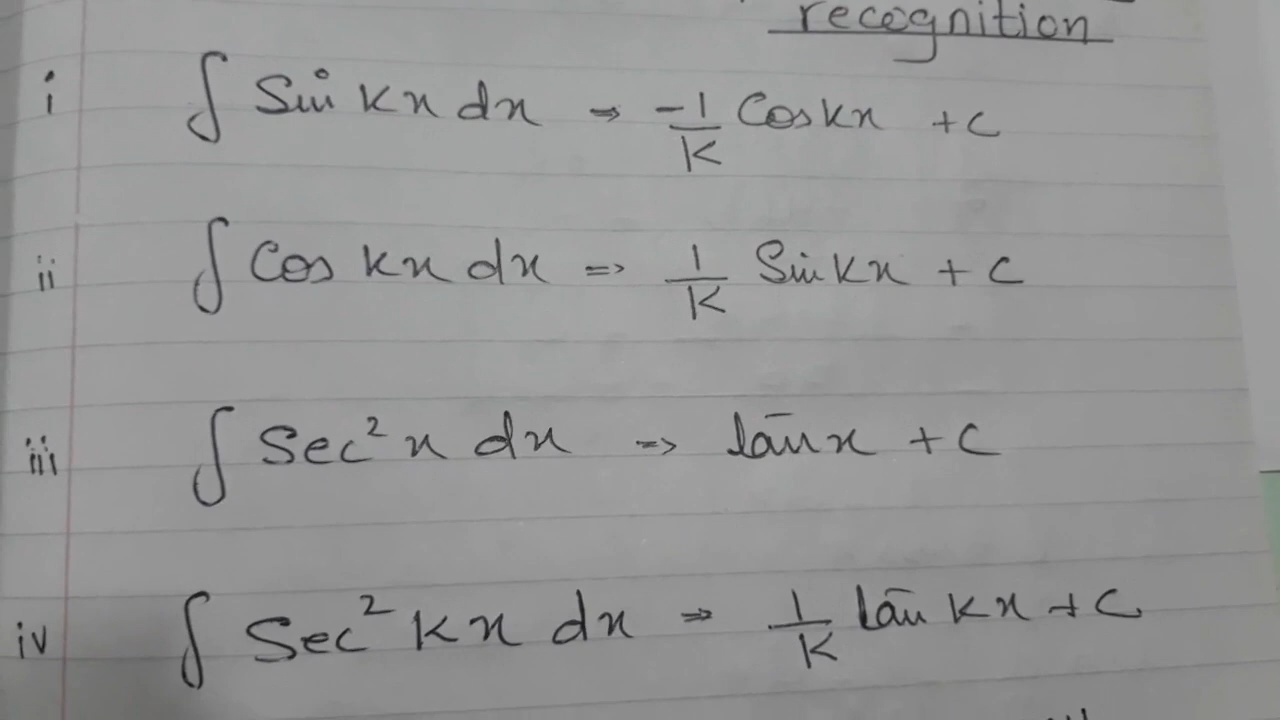 recognition
i ∫ Sin kx dx ⇒ -1/K Cos kx + c
ii ∫ Cos kx dx => 1/K Sin kx + c
iii ∫ Sec² x dx => tan x + c
iv ∫ Sec² kx dx ⇒ 1/K tan kx + c